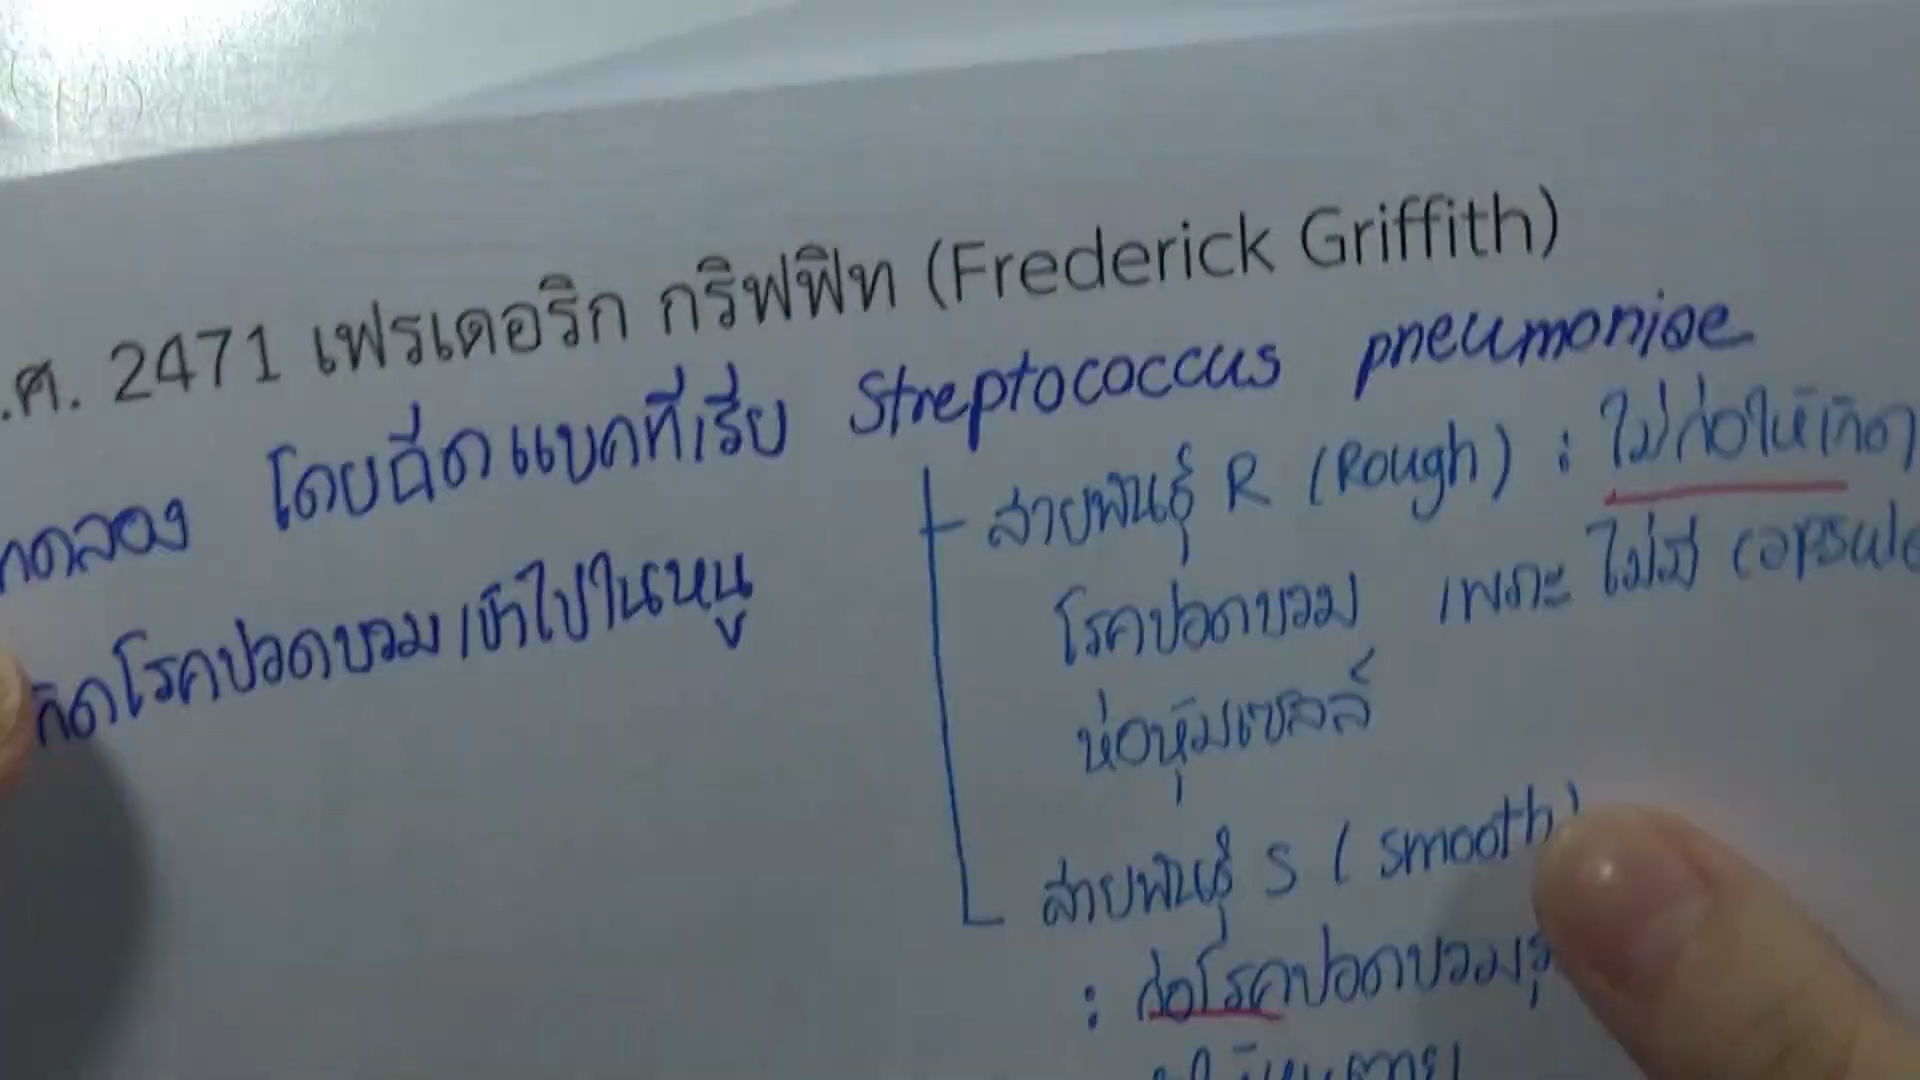 .ศ. 2471 เฟรเดอริก กริฟฟิท (Frederick Griffith)
ทดลอง โดยฉีดแบคทีเรีย Streptococcus pneumoniae
กิดโรคปอดบวมเข้าไปในหนู
สายพันธุ์ R (Rough) : ไม่ก่อให้เกิด
โรคปอดบวม เพราะ ไม่มี capsule
ห่อหุ้มเซลล์
สายพันธุ์ S (smooth)
: ก่อโรคปอดบวมรุ